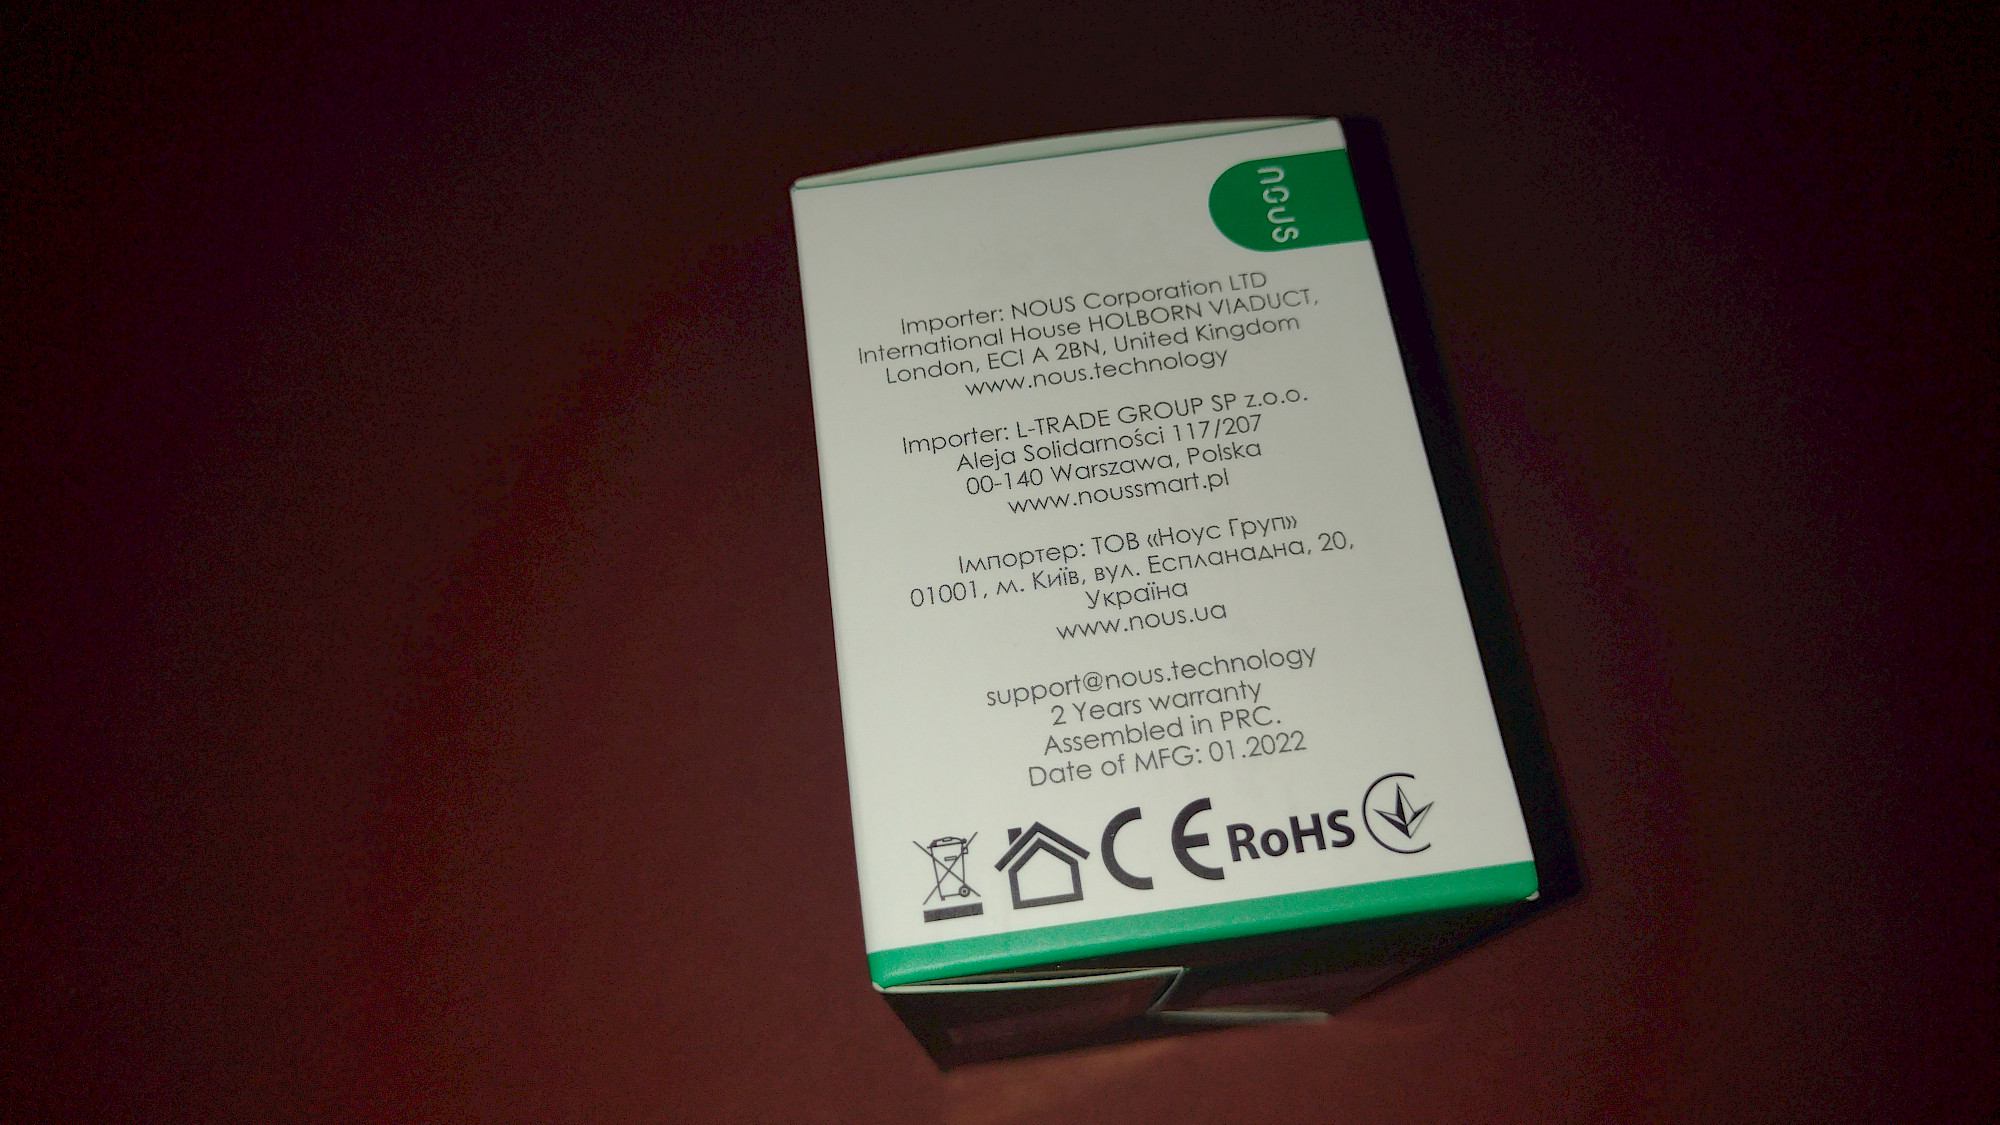 nous
Importer: NOUS Corporation LTD
International House HOLBORN VIADUCT,
London, ECI A 2BN, United Kingdom
www.nous.technology
Importer: L-TRADE GROUP SP z.o.o.
Aleja Solidarności 117/207
00-140 Warszawa, Polska
www.noussmart.pl
Імпортер: ТОВ «Ноус Груп»
01001, м. Київ, вул. Еспланадна, 20,
Україна
www.nous.ua
support@nous.technology
2 Years warranty
Assembled in PRC.
Date of MFG: 01.2022
CE RoHS